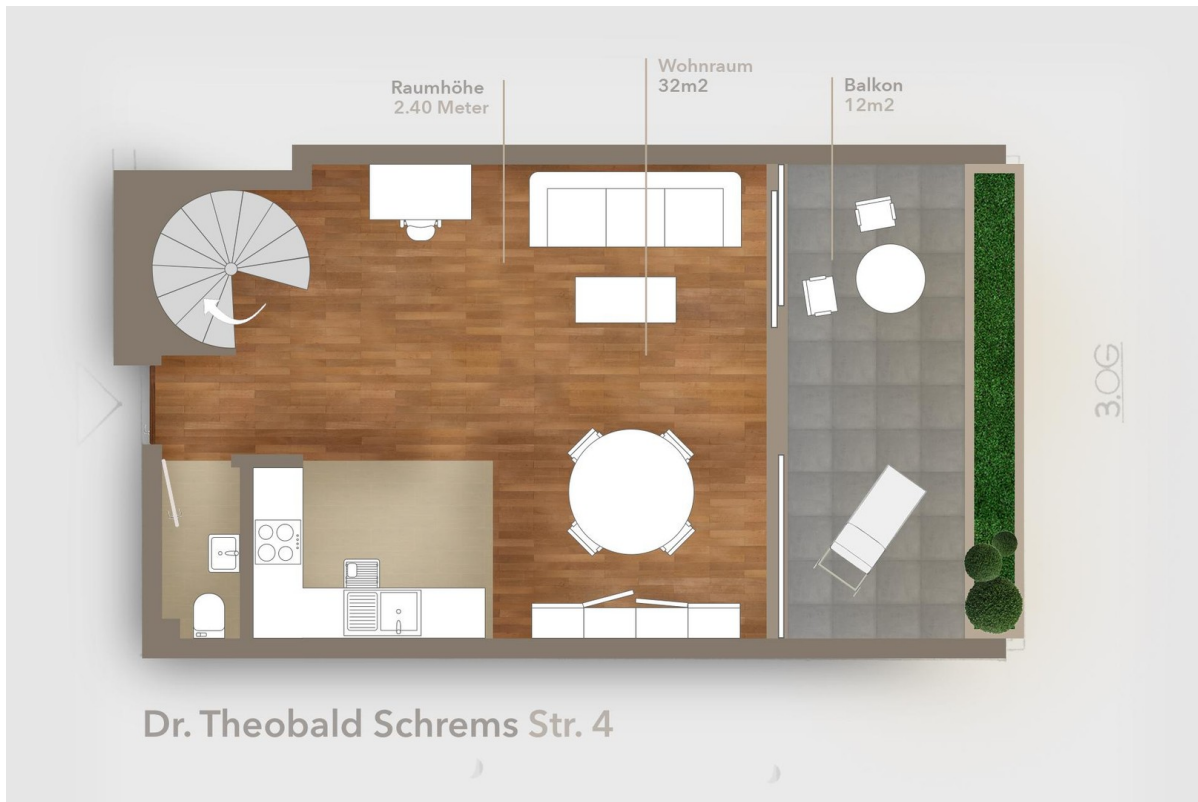 Raumhöhe
2.40 Meter
Wohnraum
32m2
Balkon
12m2
3.OG
Dr. Theobald Schrems Str. 4